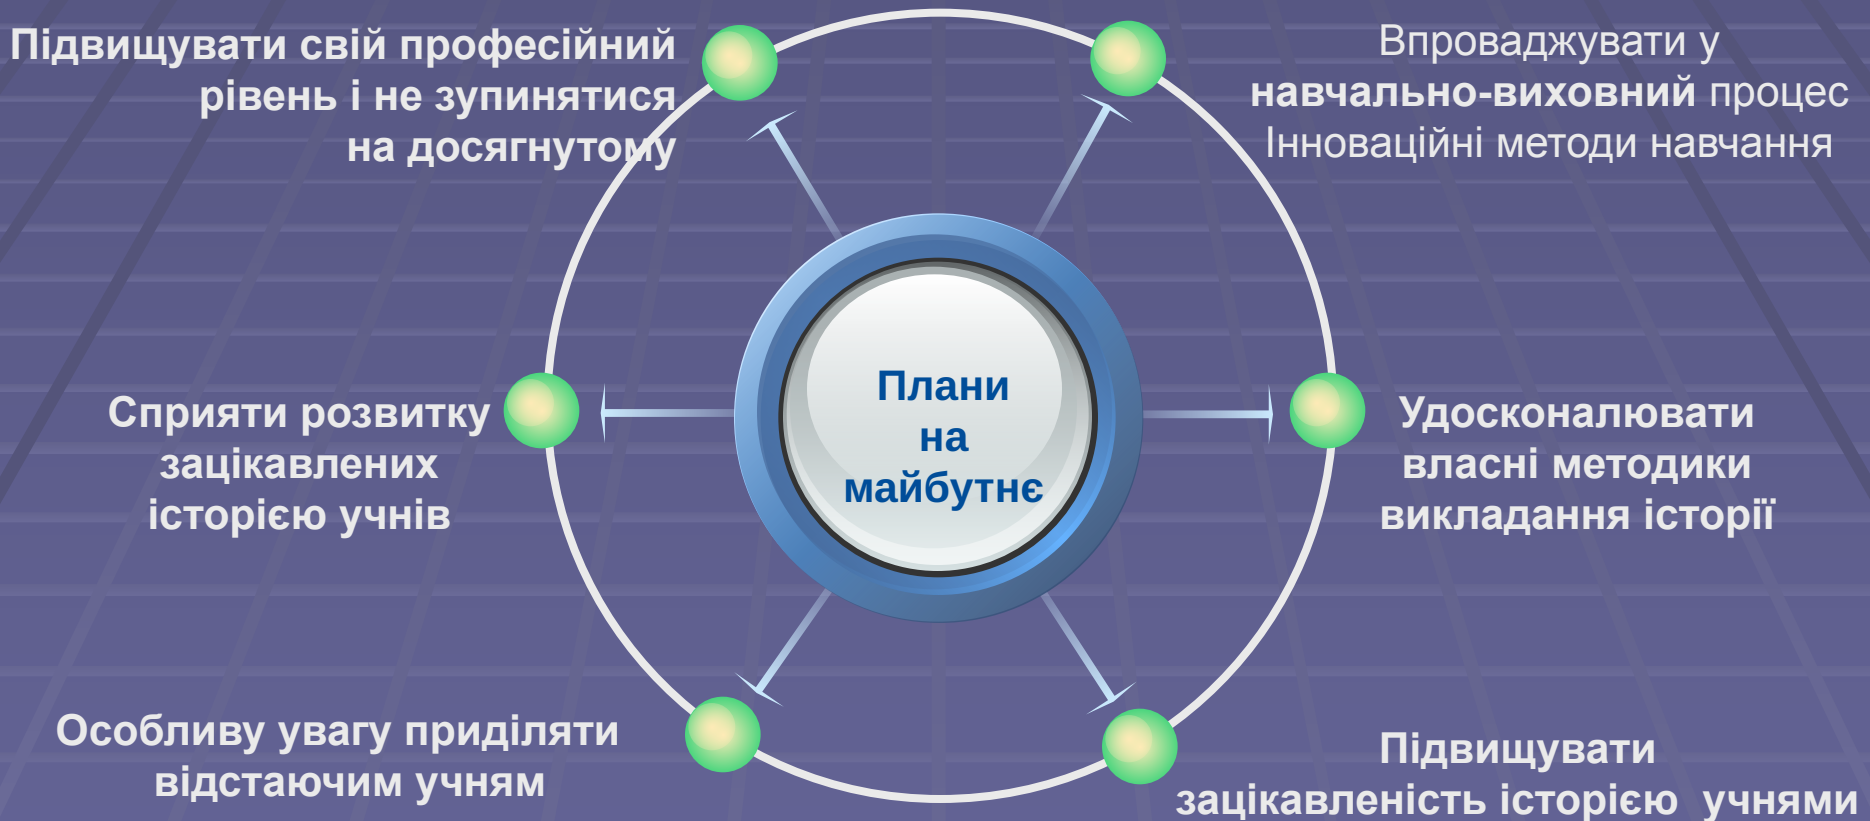 Підвищувати свій професійний
рівень і не зупинятися
на досягнутому
Впроваджувати у
навчально-виховний процес
Інноваційні методи навчання
Плани
на
майбутнє
Сприяти розвитку
зацікавлених
історією учнів
Удосконалювати
власні методики
викладання історії
Особливу увагу приділяти
відстаючим учням
Підвищувати
зацікавленість історією учнями